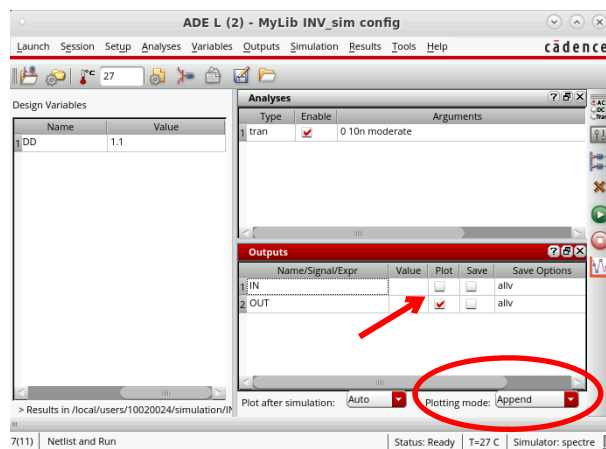 ADE L (2) - MyLib INV_sim config
Launch Session Setup Analyses Variables Outputs Simulation Results Tools Help cādence
°C 27
Design Variables
Name Value
1 DD 1.1
Analyses
Type Enable Arguments
1 tran 0 10n moderate
AC
DC
Tran
Outputs
Name/Signal/Expr Value Plot Save Save Options
1 IN allv
2 OUT allv
Plot after simulation: Auto Plotting mode: Append
> Results in /local/users/10020024/simulation/IN
7(11) Netlist and Run Status: Ready T=27 C Simulator: spectre